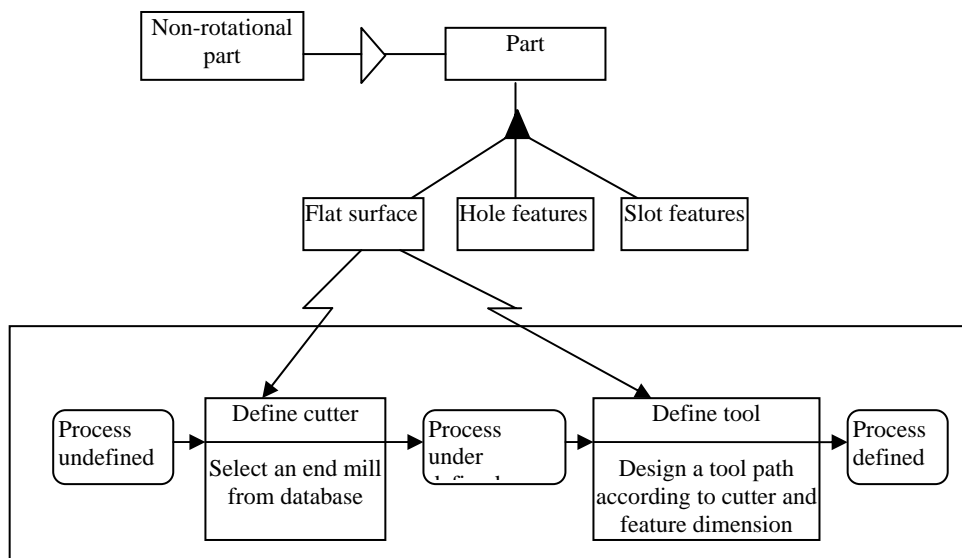 Non-rotational
part
Part
Flat surface
Hole features
Slot features
Process
undefined
Define cutter
Select an end mill
from database
Process
under
Define tool
Design a tool path
according to cutter and
feature dimension
Process
defined